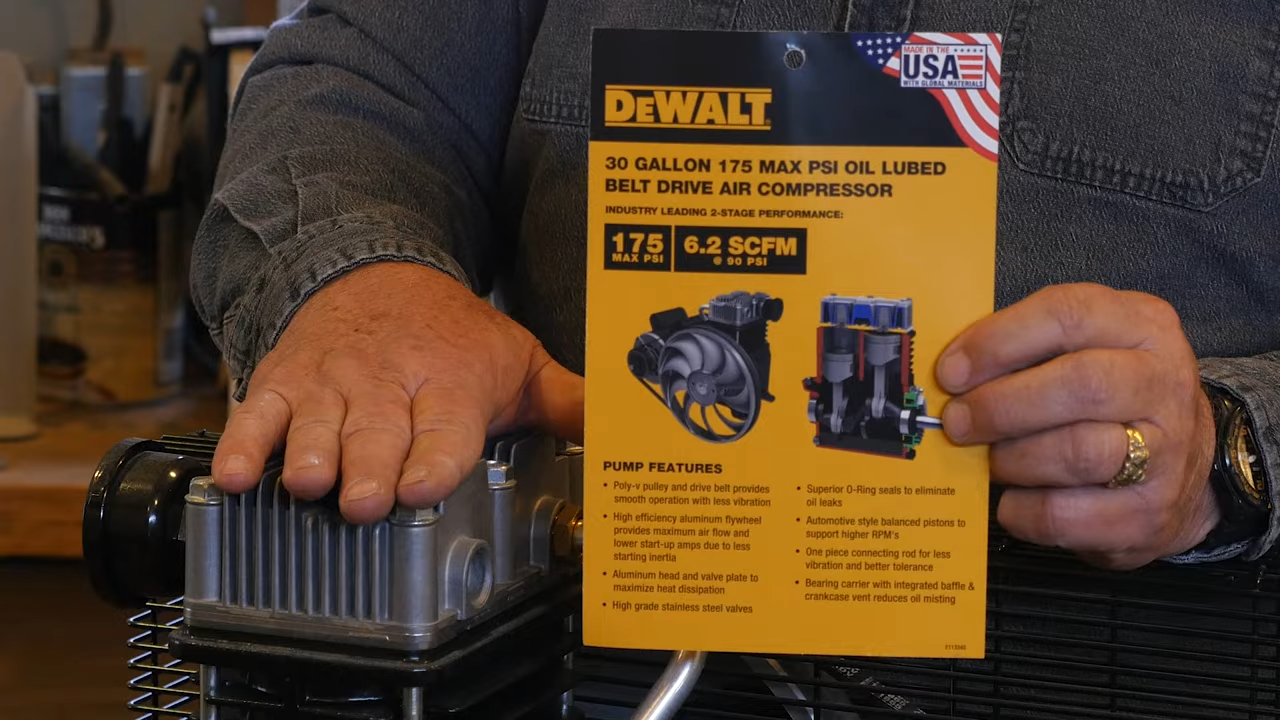 MADE IN THE
USA
WITH GLOBAL MATERIALS
DEWALT
30 GALLON 175 MAX PSI OIL LUBED
BELT DRIVE AIR COMPRESSOR
INDUSTRY LEADING 2-STAGE PERFORMANCE:
175
MAX PSI
6.2 SCFM
@ 90 PSI
PUMP FEATURES
• Poly-v pulley and drive belt provides
smooth operation with less vibration
• High efficiency aluminum flywheel
provides maximum air flow and
lower start-up amps due to less
starting inertia
• Aluminum head and valve plate to
maximize heat dissipation
• High grade stainless steel valves
• Superior O-Ring seals to eliminate
oil leaks
• Automotive style balanced pistons to
support higher RPM's
• One piece connecting rod for less
vibration and better tolerance
• Bearing carrier with integrated baffle &
crankcase vent reduces oil misting